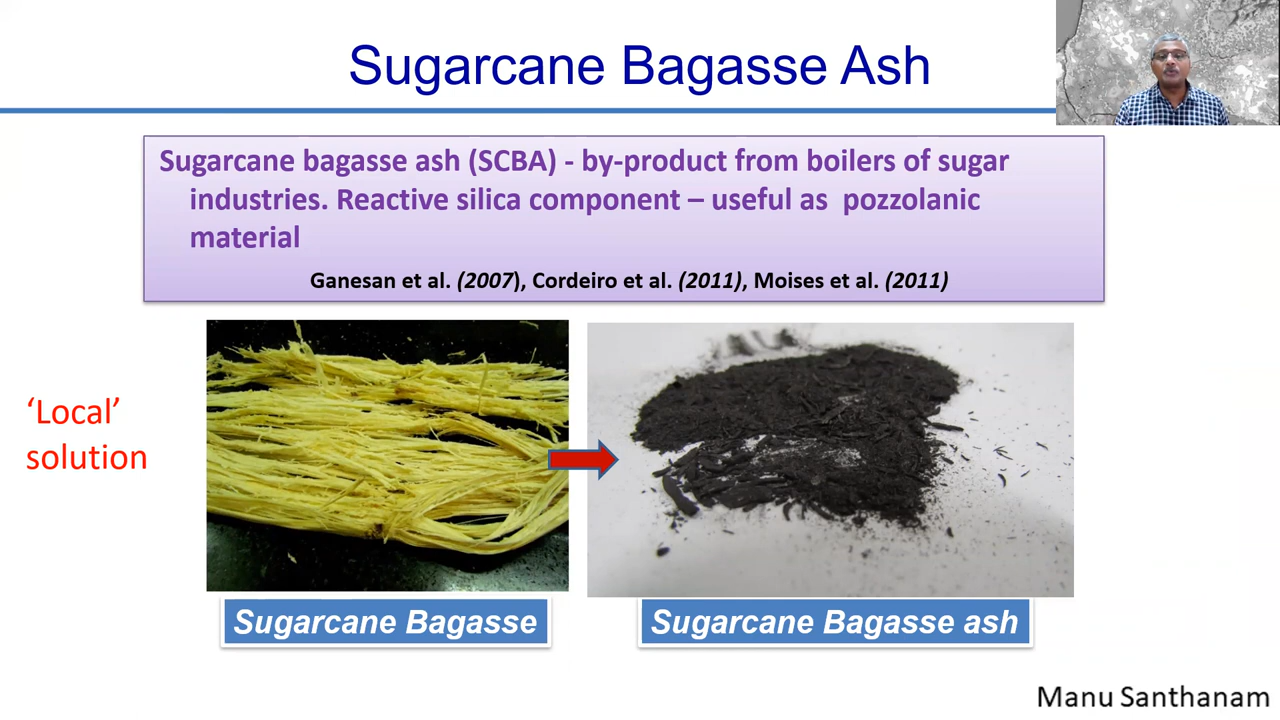 Sugarcane Bagasse Ash
Sugarcane bagasse ash (SCBA) - by-product from boilers of sugar
industries. Reactive silica component – useful as pozzolanic
material
Ganesan et al. (2007), Cordeiro et al. (2011), Moises et al. (2011)
‘Local’
solution
Sugarcane Bagasse
Sugarcane Bagasse ash
Manu Santhanam